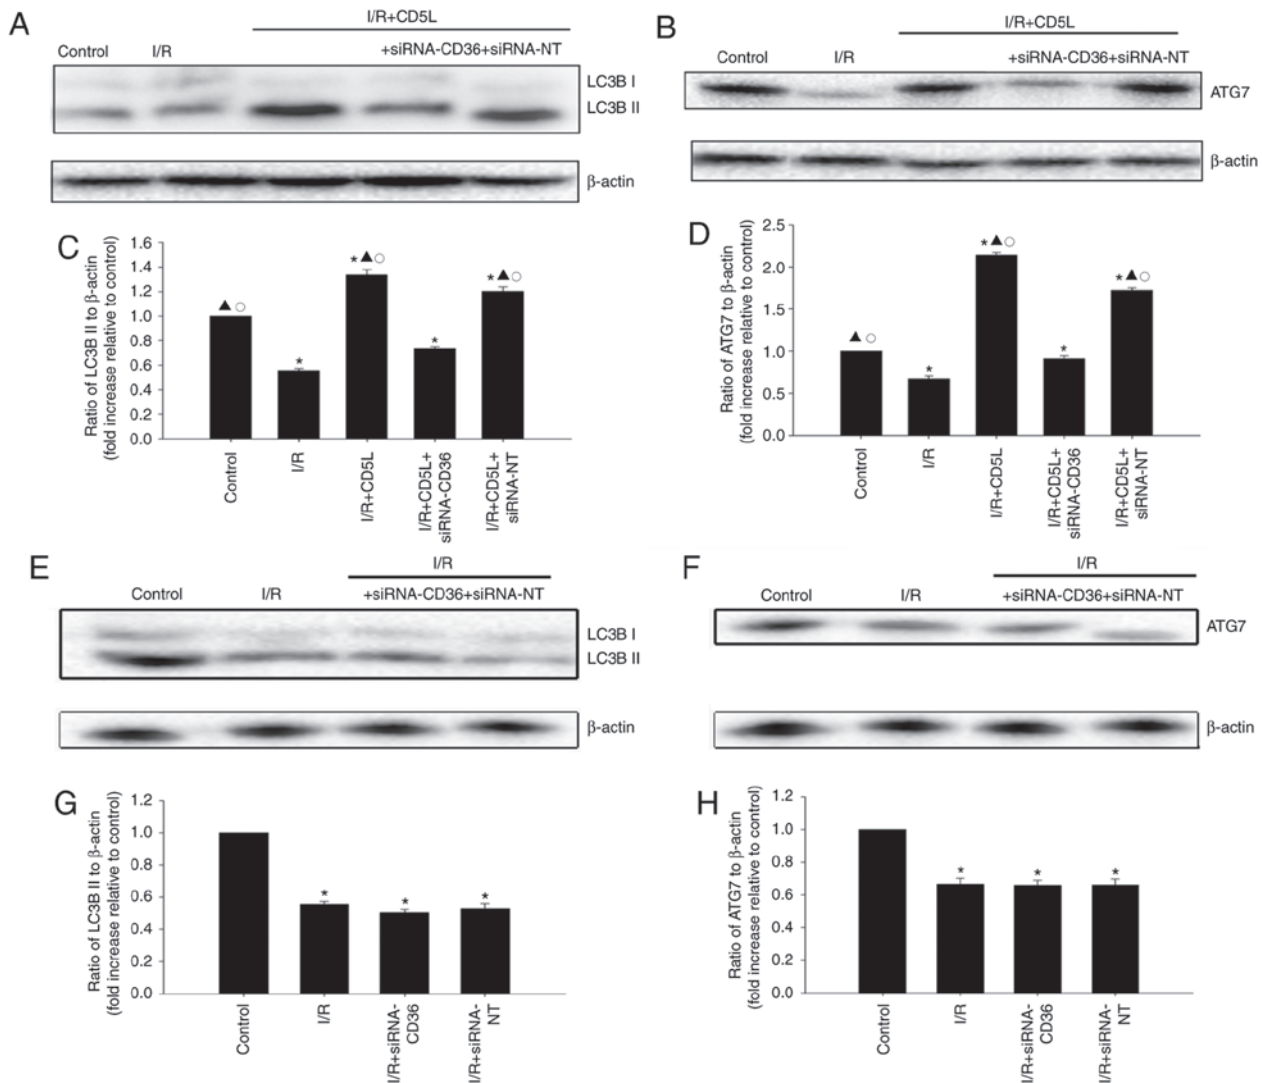 A
I/R+CD5L
Control I/R +siRNA-CD36+siRNA-NT
LC3B I
LC3B II
β-actin
B
I/R+CD5L
Control I/R +siRNA-CD36+siRNA-NT
ATG7
β-actin
C
Ratio of LC3B II to β-actin
(fold increase relative to control)
1.6
1.4
1.2
1.0
0.8
0.6
0.4
0.2
0.0
▲ ○
*
* ▲ ○
*
* ▲ ○
Control
I/R
I/R+CD5L
I/R+CD5L+
siRNA-CD36
I/R+CD5L+
siRNA-NT
D
Ratio of ATG7 to β-actin
(fold increase relative to control)
2.5
2.0
1.5
1.0
0.5
0.0
▲ ○
*
* ▲ ○
*
* ▲ ○
Control
I/R
I/R+CD5L
I/R+CD5L+
siRNA-CD36
I/R+CD5L+
siRNA-NT
E
I/R
Control I/R +siRNA-CD36+siRNA-NT
LC3B I
LC3B II
β-actin
F
I/R
Control I/R +siRNA-CD36+siRNA-NT
ATG7
β-actin
G
Ratio of LC3B II to β-actin
(fold increase relative to control)
1.2
1.0
0.8
0.6
0.4
0.2
0.0
*
*
*
Control
I/R
I/R+siRNA-
CD36
I/R+siRNA-
NT
H
Ratio of ATG7 to β-actin
(fold increase relative to control)
1.2
1.0
0.8
0.6
0.4
0.2
0.0
*
*
*
Control
I/R
I/R+siRNA-
CD36
I/R+siRNA-
NT